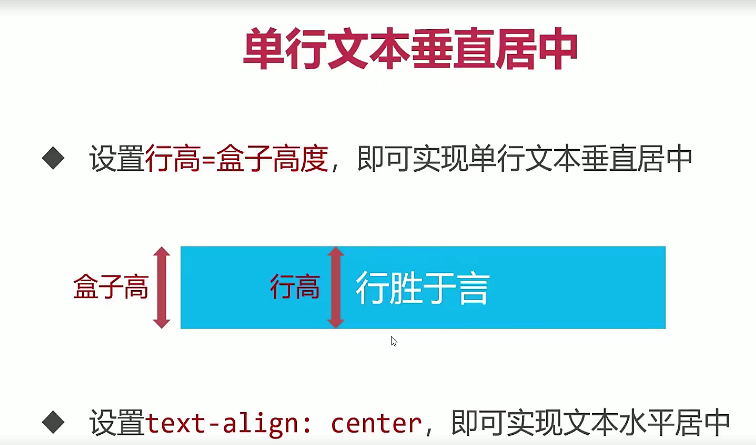 单行文本垂直居中
设置行高=盒子高度，即可实现单行文本垂直居中
盒子高 行高 行胜于言
设置text-align: center，即可实现文本水平居中